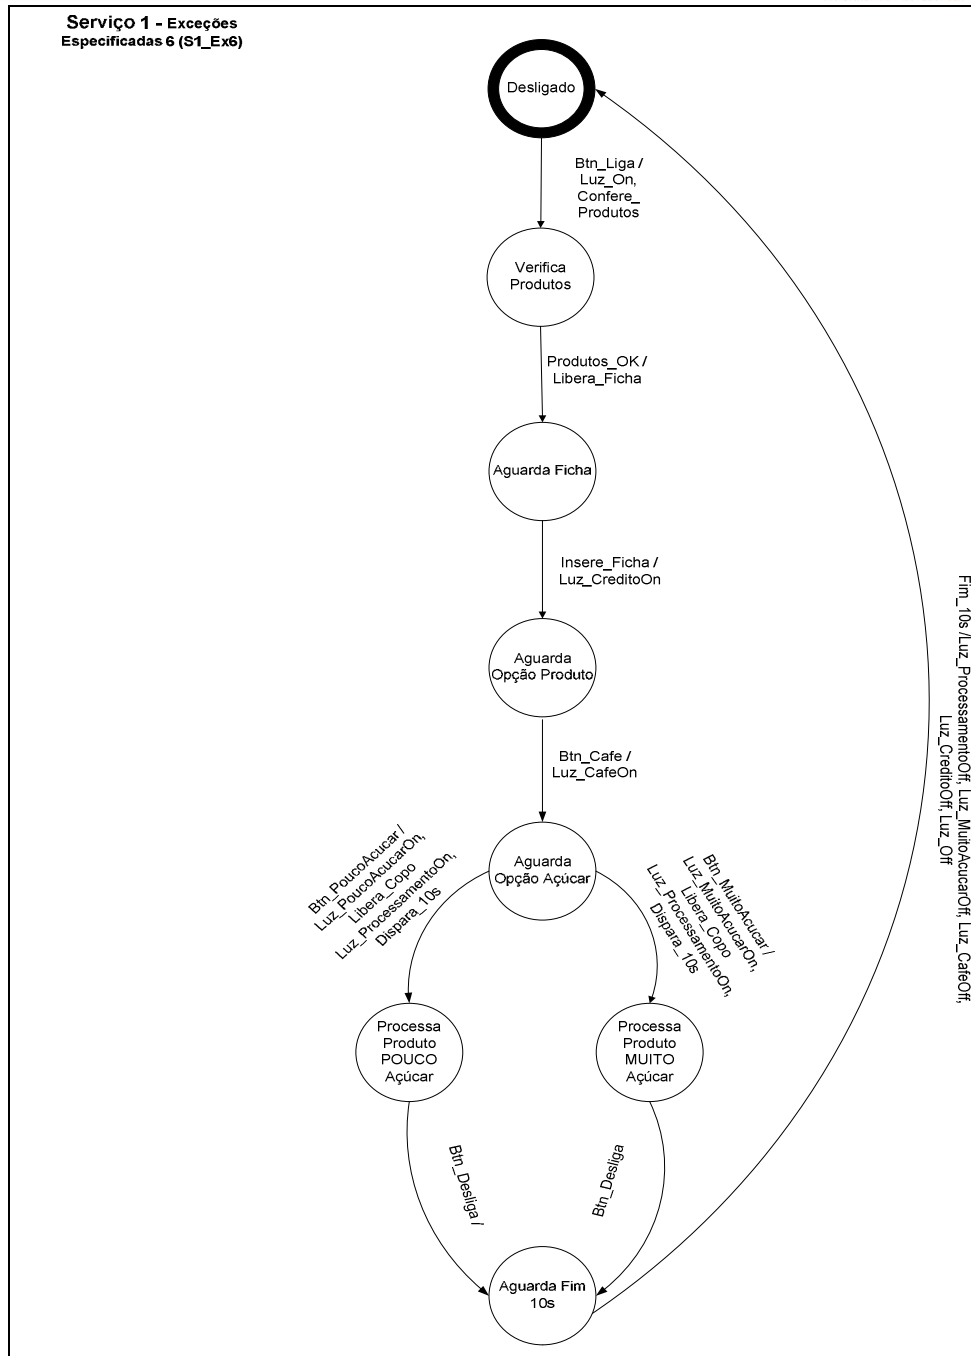 Serviço 1 - Exceções
Especificadas 6 (S1_Ex6)
Desligado
Btn_Liga /
Luz_On,
Confere_
Produtos
Verifica
Produtos
Produtos_OK /
Libera_Ficha
Aguarda Ficha
Insere_Ficha /
Luz_CreditoOn
Aguarda
Opção Produto
Btn_Cafe /
Luz_CafeOn
Aguarda
Opção Açúcar
Btn_PoucoAcucar /
Luz_PoucoAcucarOn,
Libera_Copo
Luz_ProcessamentoOn,
Dispara_10s
Btn_MuitoAcucar /
Luz_MuitoAcucarOn,
Libera_Copo
Luz_ProcessamentoOn,
Dispara_10s
Processa
Produto
POUCO
Açúcar
Processa
Produto
MUITO
Açúcar
Btn_Desliga /
Btn_Desliga
Aguarda Fim
10s
Fim_10s /Luz_ProcessamentoOff, Luz_MuitoAcucarOff, Luz_CafeOff,
Luz_CreditoOff, Luz_Off